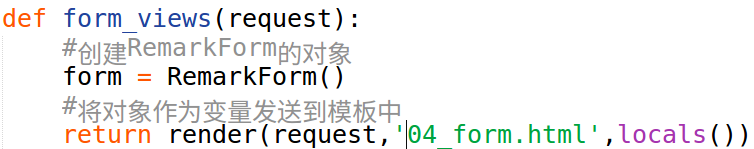 def form_views(request):
    #创建RemarkForm的对象
    form = RemarkForm()
    #将对象作为变量发送到模板中
    return render(request,'04_form.html',locals())